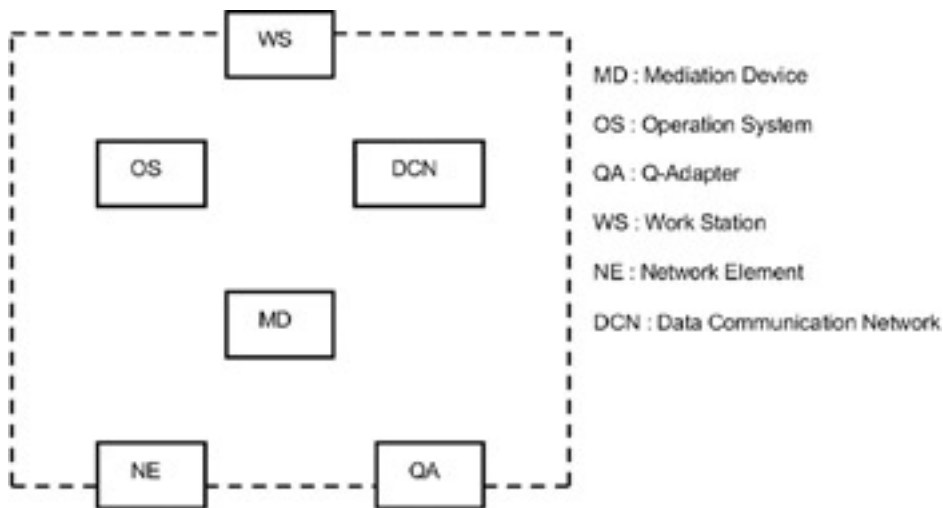 WS
OS
DCN
MD
NE
QA
MD : Mediation Device
OS : Operation System
QA : Q-Adapter
WS : Work Station
NE : Network Element
DCN : Data Communication Network